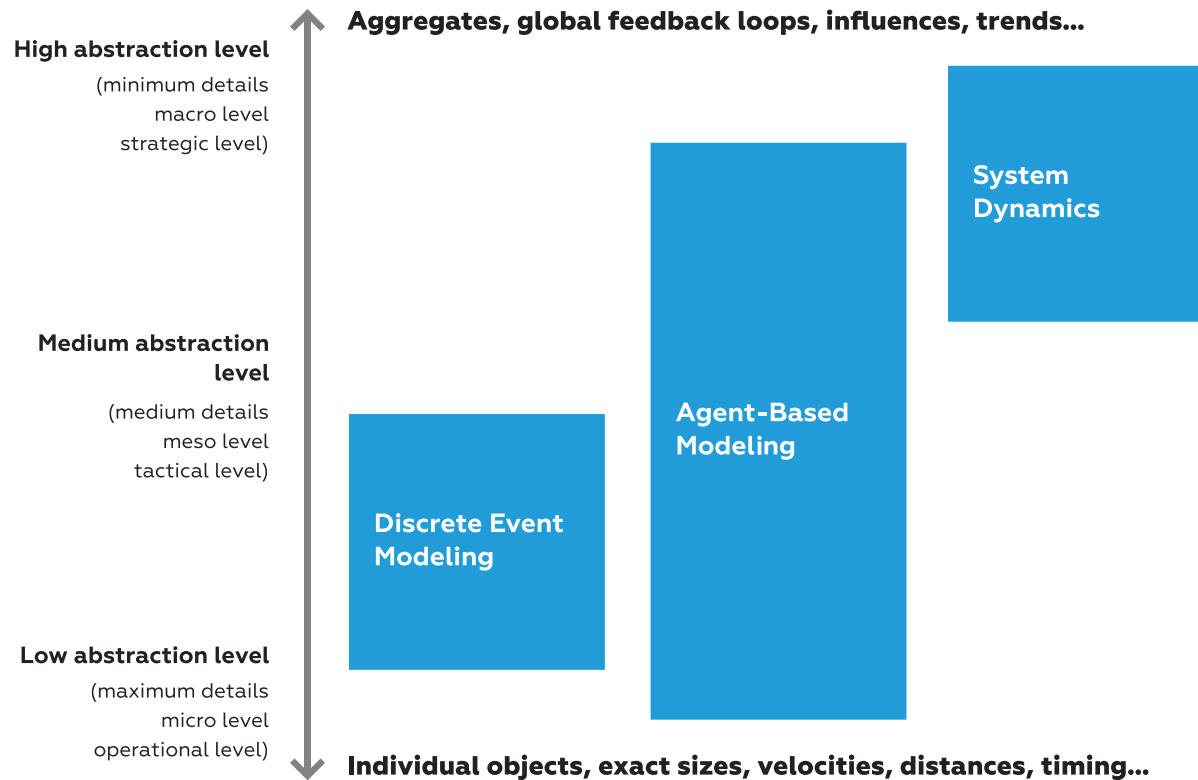 Aggregates, global feedback loops, influences, trends...
High abstraction level
(minimum details
macro level
strategic level)
System
Dynamics
Medium abstraction
level
(medium details
meso level
tactical level)
Agent-Based
Modeling
Discrete Event
Modeling
Low abstraction level
(maximum details
micro level
operational level)
Individual objects, exact sizes, velocities, distances, timing...